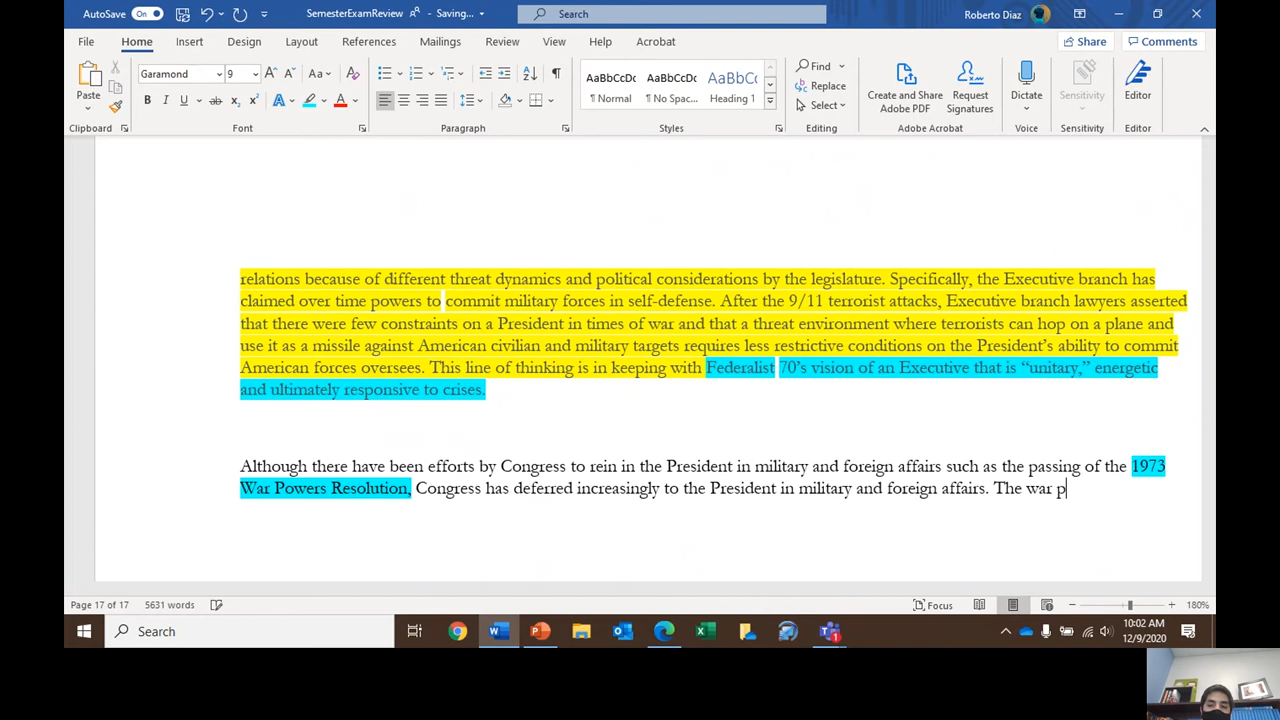 AutoSave On SemesterExamReview - Saving... Search Roberto Diaz
File Home Insert Design Layout References Mailings Review View Help Acrobat Share Comments
Paste Garamond 9 Aa AaBbCcDc AaBbCcDc AaBbCc Find Replace Select
¶ Normal ¶ No Spac... Heading 1
Create and Share Adobe PDF Request Signatures Dictate Sensitivity Editor
Clipboard Font Paragraph Styles Editing Adobe Acrobat Voice Sensitivity Editor
relations because of different threat dynamics and political considerations by the legislature. Specifically, the Executive branch has
claimed over time powers to commit military forces in self-defense. After the 9/11 terrorist attacks, Executive branch lawyers asserted
that there were few constraints on a President in times of war and that a threat environment where terrorists can hop on a plane and
use it as a missile against American civilian and military targets requires less restrictive conditions on the President's ability to commit
American forces oversees. This line of thinking is in keeping with Federalist 70's vision of an Executive that is “unitary,” energetic
and ultimately responsive to crises.
Although there have been efforts by Congress to rein in the President in military and foreign affairs such as the passing of the 1973
War Powers Resolution, Congress has deferred increasingly to the President in military and foreign affairs. The war p
Page 17 of 17 5631 words Focus 180%
Search 10:02 AM
12/9/2020